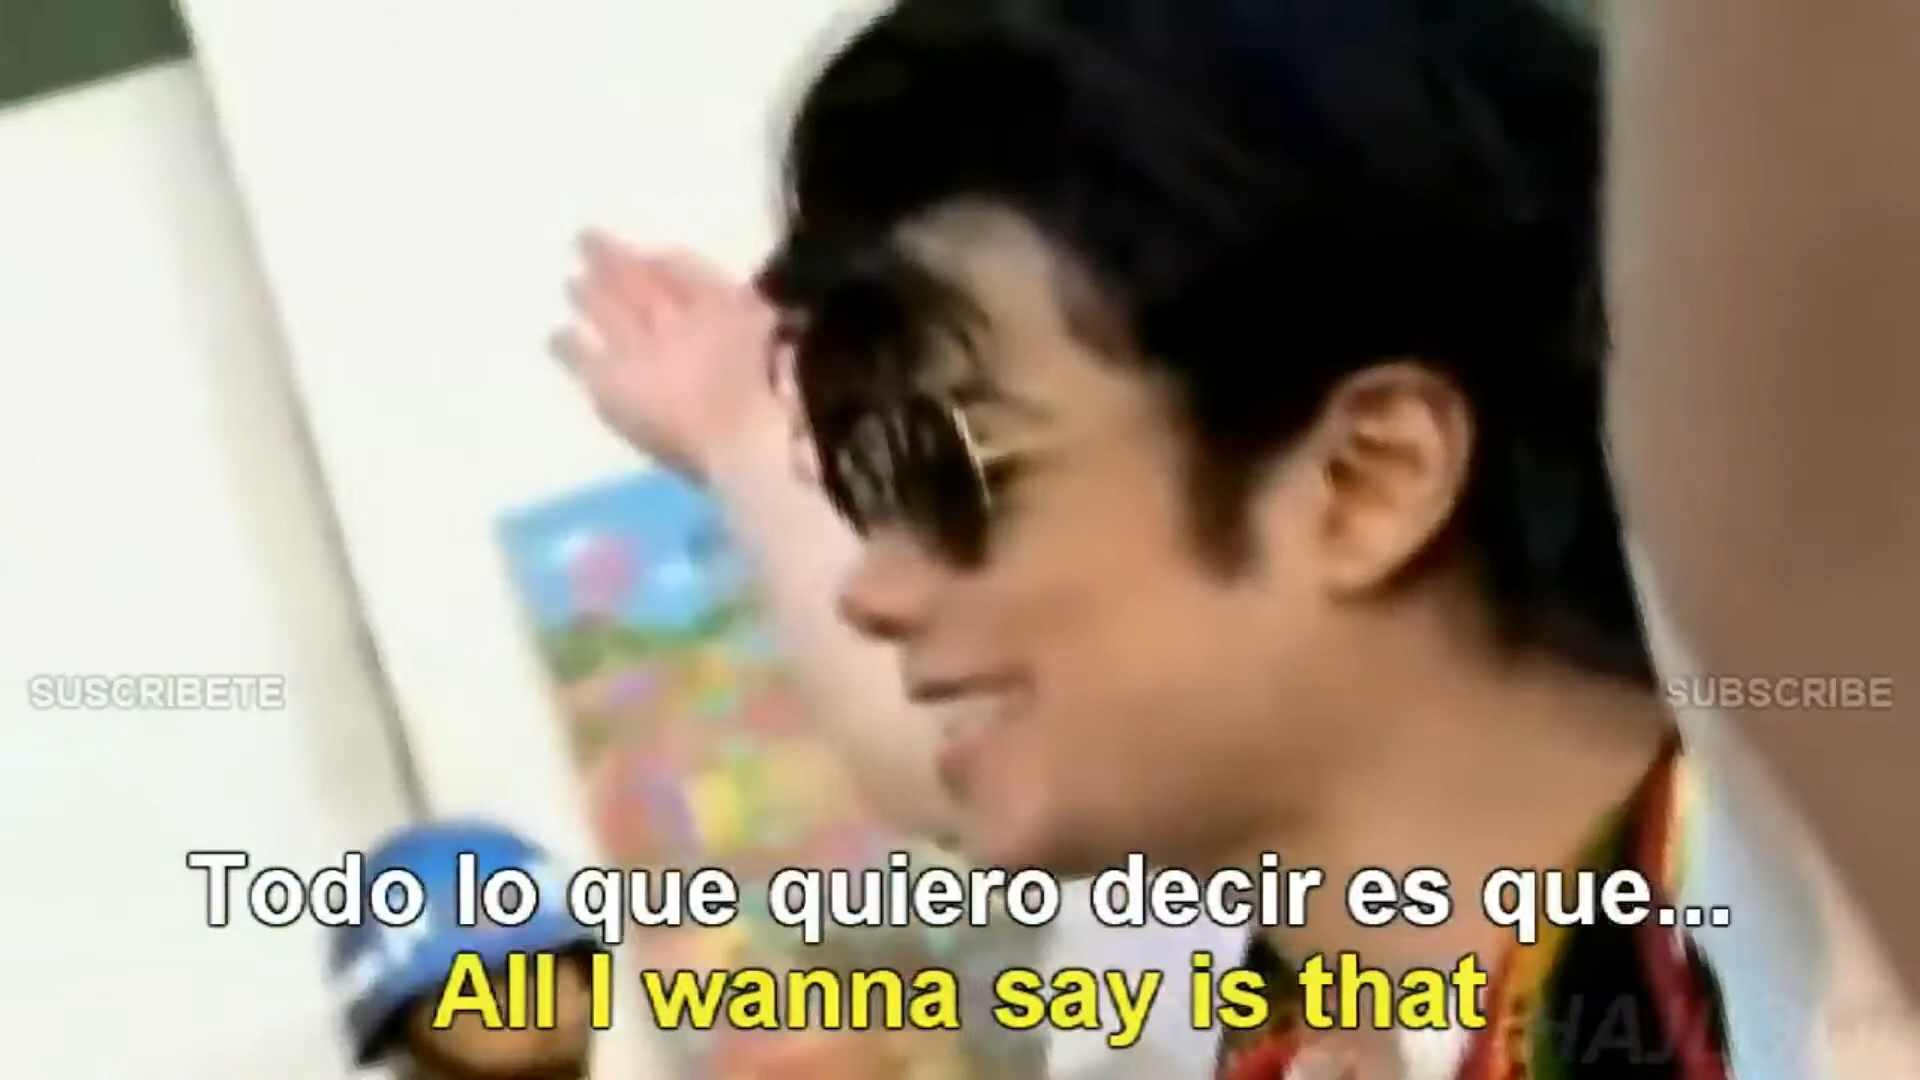 SUSCRIBETE
SUBSCRIBE
Todo lo que quiero decir es que...
All I wanna say is that